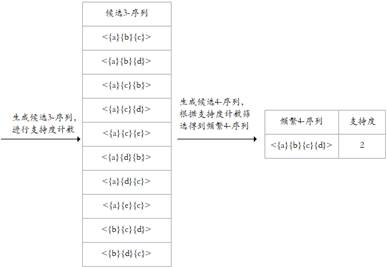 生成候选3-序列,
进行支持度计数
候选3-序列
<{a}{b}{c}>
<{a}{b}{d}>
<{a}{c}{b}>
<{a}{c}{d}>
<{a}{c}{e}>
<{a}{d}{b}>
<{a}{d}{c}>
<{a}{e}{c}>
<{b}{c}{d}>
<{b}{d}{c}>
生成候选4-序列,
根据支持度计数筛
选得到频繁4-序列
频繁4-序列 支持度
<{a}{b}{c}{d}> 2